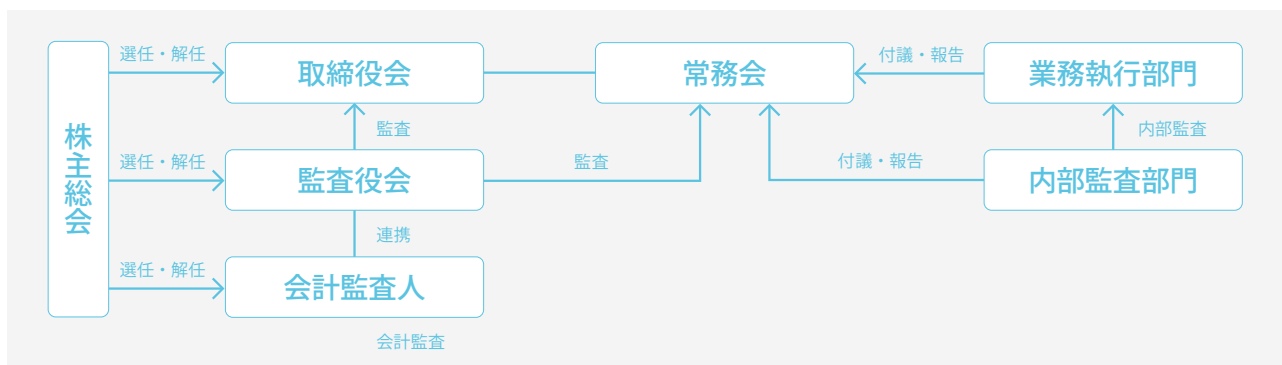 株主総会
選任・解任
取締役会
常務会
付議・報告
業務執行部門
監査
内部監査
選任・解任
監査役会
監査
付議・報告
内部監査部門
連携
選任・解任
会計監査人
会計監査